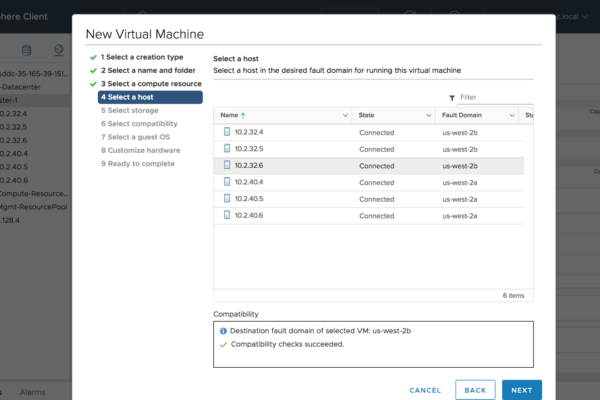 here Client
c.local
sddc-35-165-39-151...
-Datacenter
ster-1
0.2.32.4
0.2.32.5
0.2.32.6
0.2.40.4
0.2.40.5
0.2.40.6
Compute-Resource...
Mgmt-ResourcePool
.128.4
Alarms
New Virtual Machine
1 Select a creation type
2 Select a name and folder
3 Select a compute resource
4 Select a host
5 Select storage
6 Select compatibility
7 Select a guest OS
8 Customize hardware
9 Ready to complete
Select a host
Select a host in the desired fault domain for running this virtual machine
Filter
Name State Fault Domain Sta
10.2.32.4 Connected us-west-2b
10.2.32.5 Connected us-west-2b
10.2.32.6 Connected us-west-2b
10.2.40.4 Connected us-west-2a
10.2.40.5 Connected us-west-2a
10.2.40.6 Connected us-west-2a
6 items
Compatibility
Destination fault domain of selected VM: us-west-2b
Compatibility checks succeeded.
CANCEL BACK NEXT